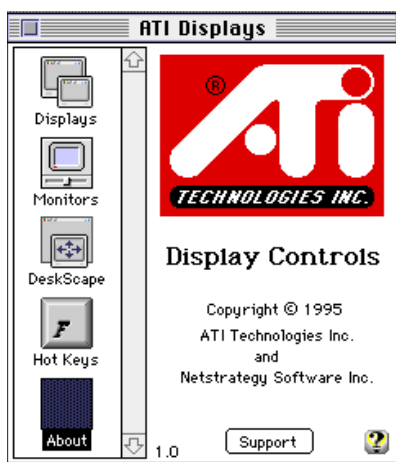 ATI Displays
Displays
Monitors
DeskScape
F
Hot Keys
About
®
ATi
TECHNOLOGIES INC.
Display Controls
Copyright © 1995
ATI Technologies Inc.
and
Netstrategy Software Inc.
1.0
Support
?